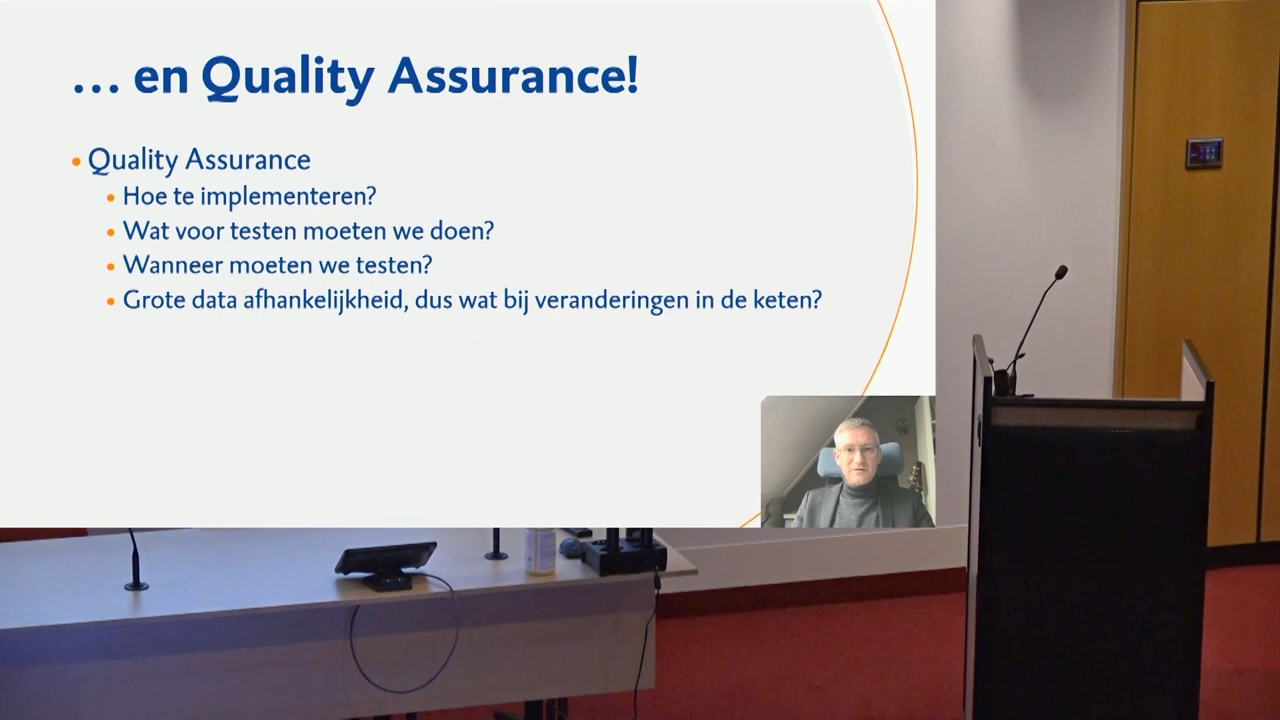 ... en Quality Assurance!
Quality Assurance
Hoe te implementeren?
Wat voor testen moeten we doen?
Wanneer moeten we testen?
Grote data afhankelijkheid, dus wat bij veranderingen in de keten?